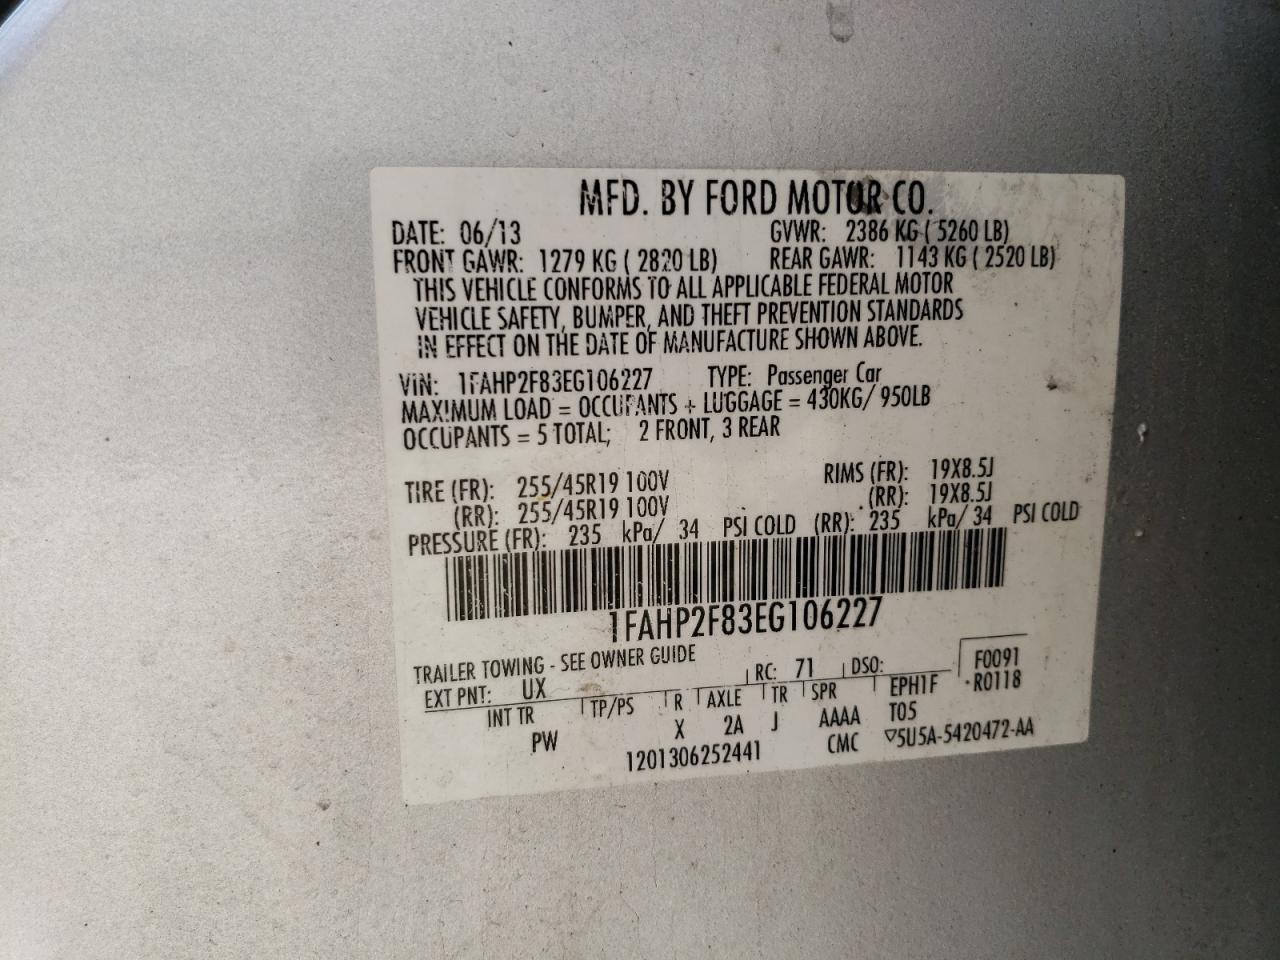 MFD. BY FORD MOTOR CO.
DATE: 06/13 GVWR: 2386 KG ( 5260 LB)
FRONT GAWR: 1279 KG ( 2820 LB) REAR GAWR: 1143 KG ( 2520 LB)
THIS VEHICLE CONFORMS TO ALL APPLICABLE FEDERAL MOTOR
VEHICLE SAFETY, BUMPER, AND THEFT PREVENTION STANDARDS
IN EFFECT ON THE DATE OF MANUFACTURE SHOWN ABOVE.
VIN: 1FAHP2F83EG106227 TYPE: Passenger Car
MAXIMUM LOAD = OCCUPANTS + LUGGAGE = 430KG/ 950LB
OCCUPANTS = 5 TOTAL; 2 FRONT, 3 REAR
TIRE (FR): 255/45R19 100V RIMS (FR): 19X8.5J
(RR): 255/45R19 100V (RR): 19X8.5J
PRESSURE (FR): 235 kPa/ 34 PSI COLD (RR): 235 kPa/ 34 PSI COLD
1FAHP2F83EG106227
TRAILER TOWING - SEE OWNER GUIDE
EXT PNT: UX RC: 71 DSO: F0091
INT TR TP/PS R AXLE TR SPR EPH1F R0118
PW X 2A J AAAA T05
1201306252441 CMC ▽5U5A-5420472-AA